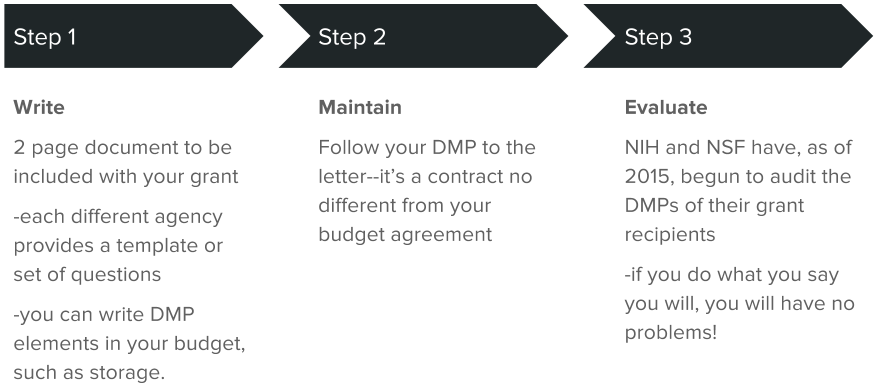 Step 1
Write
2 page document to be
included with your grant
-each different agency
provides a template or
set of questions
-you can write DMP
elements in your budget,
such as storage.
Step 2
Maintain
Follow your DMP to the
letter--it’s a contract no
different from your
budget agreement
Step 3
Evaluate
NIH and NSF have, as of
2015, begun to audit the
DMPs of their grant
recipients
-if you do what you say
you will, you will have no
problems!